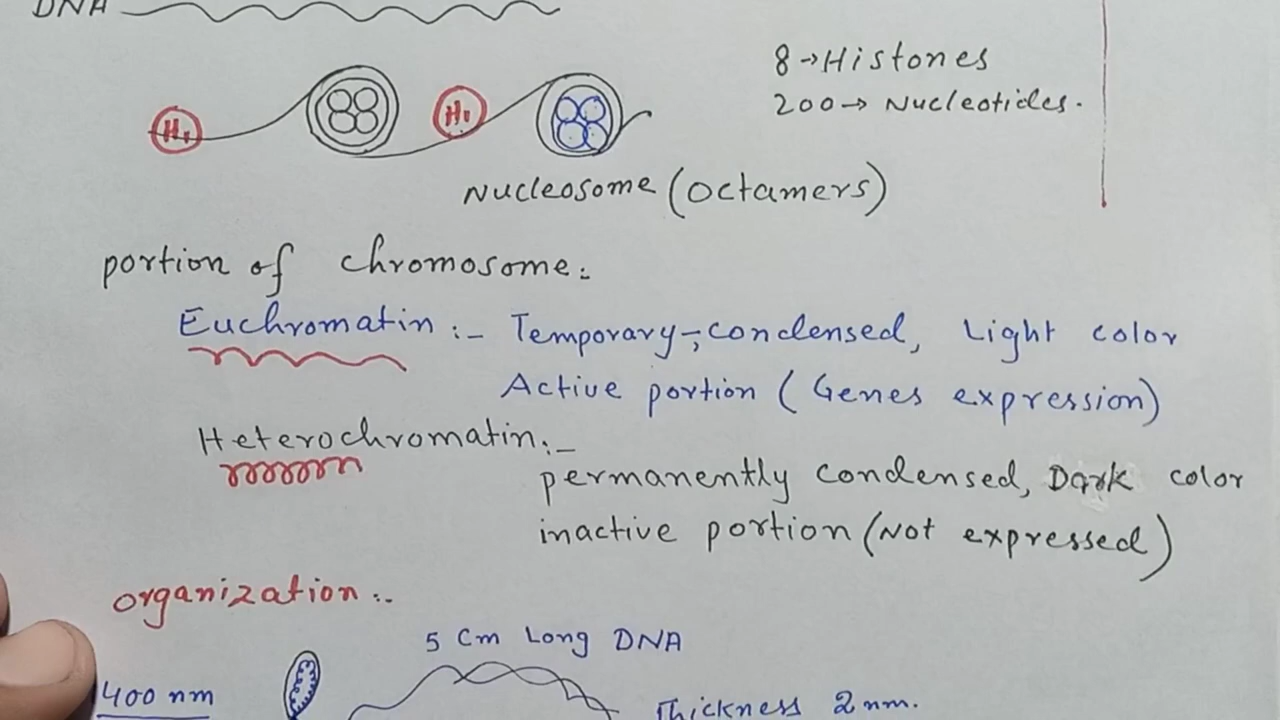 DNA
8→Histones
200→ Nucleoticles.
H1 H1
Nucleosome (Octamers)
portion of chromosome:
Euchromatin :- Temporary-;condensed, Light color
Active portion (Genes expression)
Heterochromatin:-
permanently condensed, Dark color
inactive portion (Not expressed)
organization :-
5 Cm Long DNA
400 nm
Thickness 2 nm.